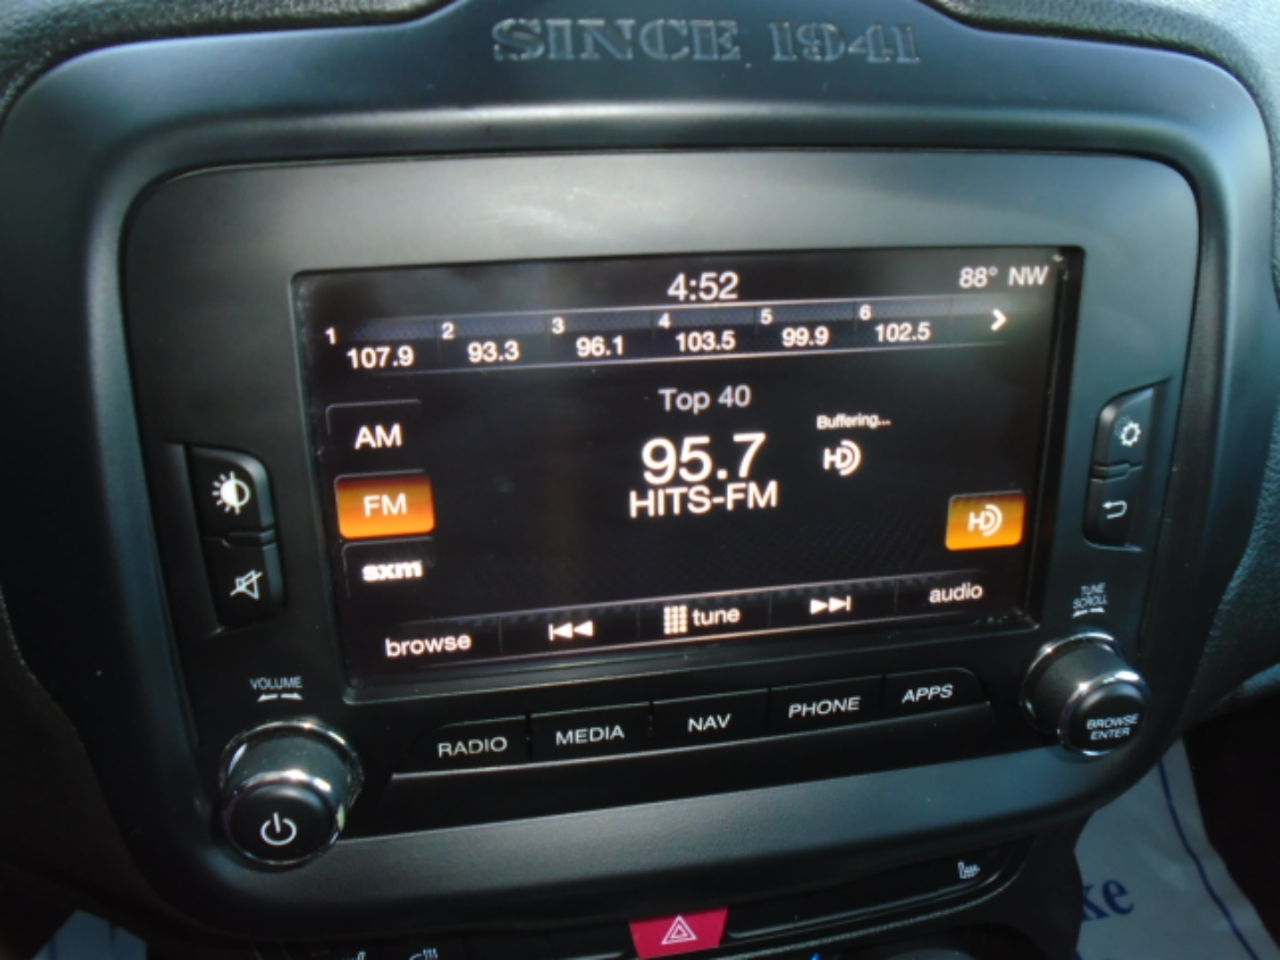 SINCE 1941
4:52
88° NW
1 107.9 2 93.3 3 96.1 4 103.5 5 99.9 6 102.5
Top 40
Buffering...
AM
95.7
HD
HITS-FM
FM
HD
sxm
browse
tune
audio
TUNE
SCROLL
VOLUME
RADIO MEDIA NAV PHONE APPS
BROWSE
ENTER